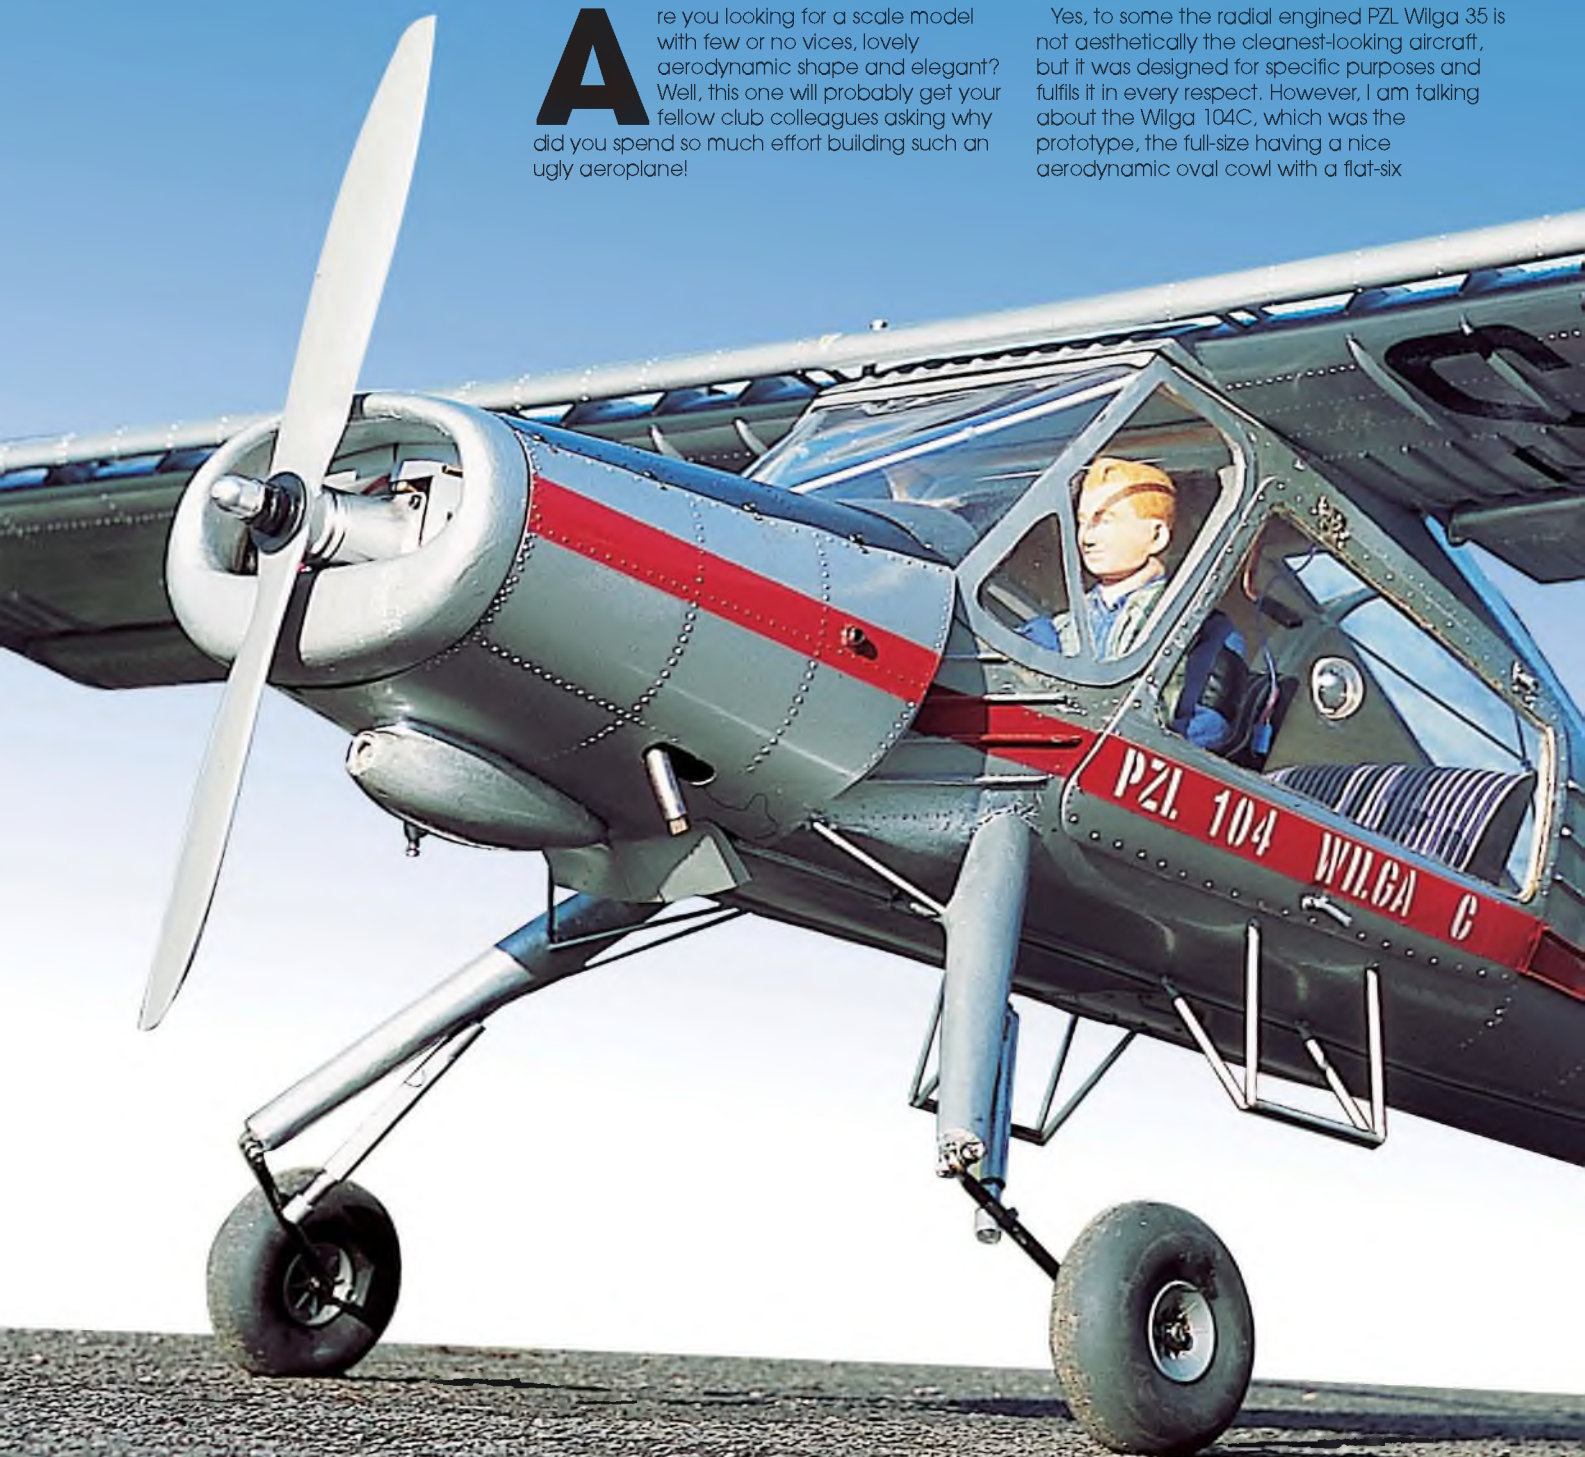 Are you looking for a scale model
with few or no vices, lovely
aerodynamic shape and elegant?
Well, this one will probably get your
fellow club colleagues asking why
did you spend so much effort building such an
ugly aeroplane!
Yes, to some the radial engined PZL Wilga 35 is
not aesthetically the cleanest-looking aircraft,
but it was designed for specific purposes and
fulfils it in every respect. However, I am talking
about the Wilga 104C, which was the
prototype, the full-size having a nice
aerodynamic oval cowl with a flat-six
PZL 104 WILGA C